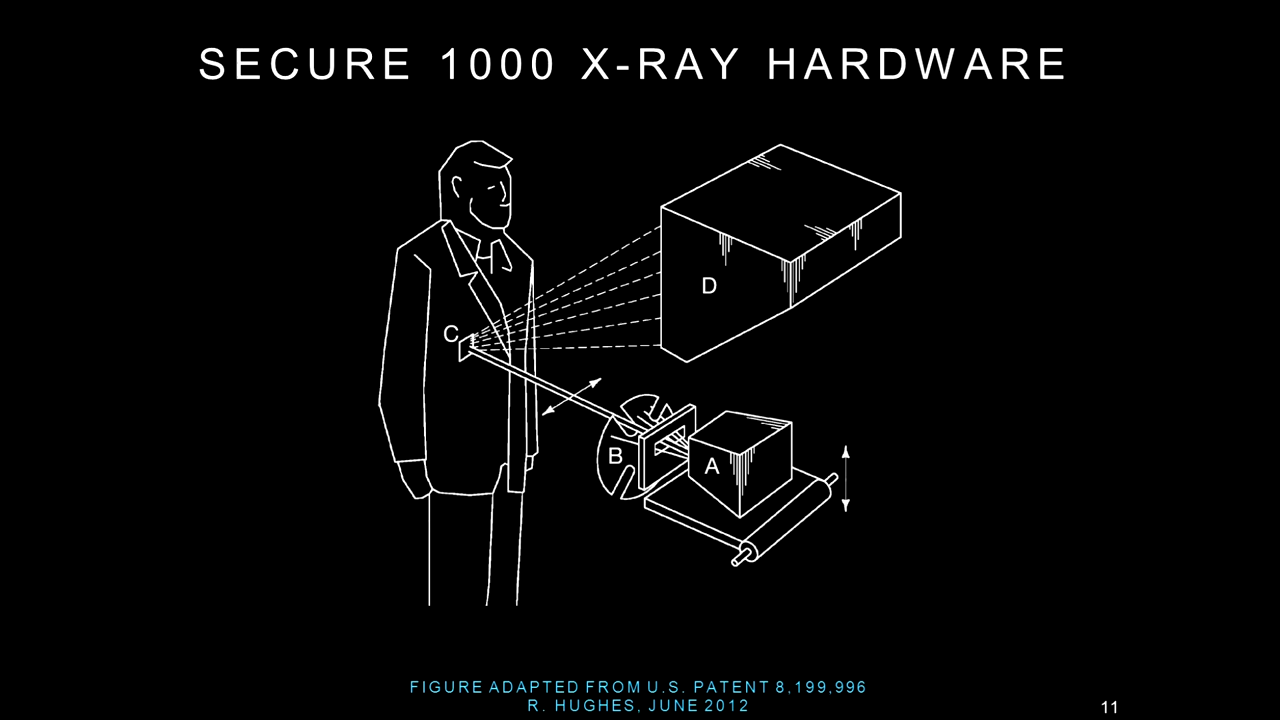 SECURE 1000 X-RAY HARDWARE
D
C
B
A
FIGURE ADAPTED FROM U.S. PATENT 8,199,996
R. HUGHES, JUNE 2012
11